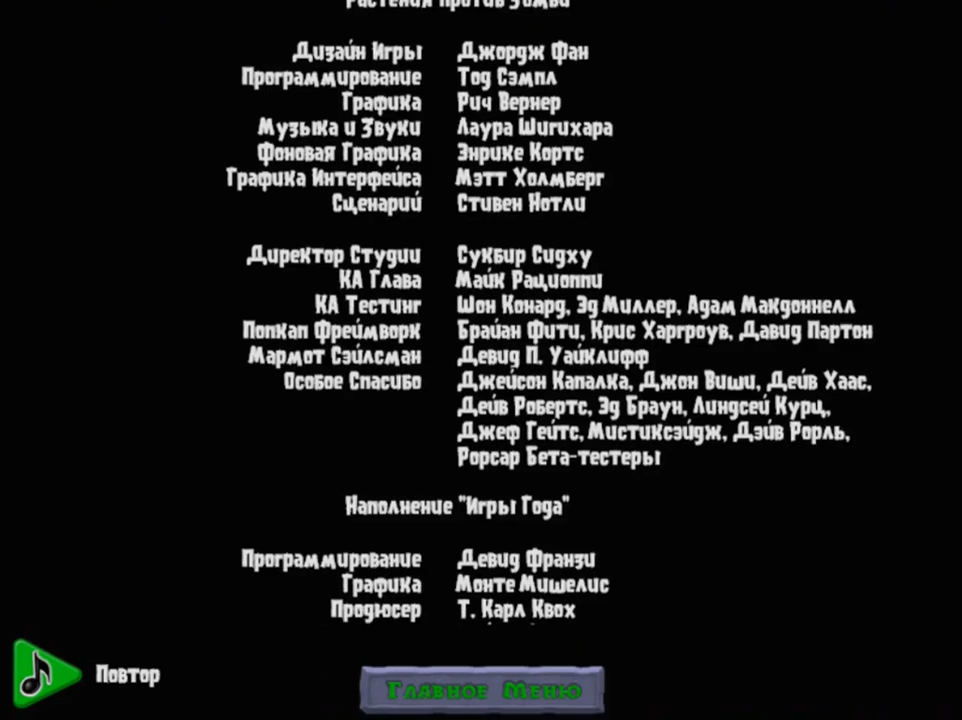 Растения Против Зомби
Дизайн Игры Джордж Фан
Программирование Тод Сэмпл
Графика Рич Вернер
Музыка и Звуки Лаура Шигихара
Фоновая Графика Энрике Кортс
Графика Интерфейса Мэтт Холмберг
Сценарий Стивен Нотли
Директор Студии Сукбир Сидху
КА Глава Майк Рациоппи
КА Тестинг Шон Конард, Эд Миллер, Адам Макдоннелл
Попкап Фреймворк Брайан Фити, Крис Харгроув, Давид Партон
Мармот Сэйлсман Девид П. Уайклифф
Особое Спасибо Джейсон Капалка, Джон Виши, Дейв Хаас,
Дейв Робертс, Эд Браун, Линдсей Курц,
Джеф Гейтс, Мистиксэйдж, Дэйв Рорль,
Рорсар Бета-тестеры
Наполнение "Игры Года"
Программирование Девид Франзи
Графика Монте Мишелис
Продюсер Т. Карл Квох
Повтор
Главное Меню